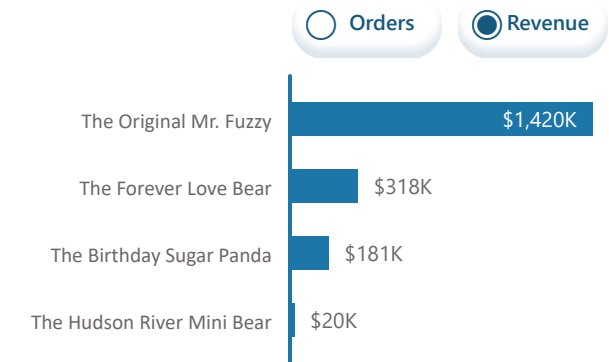 Orders Revenue
The Original Mr. Fuzzy $1,420K
The Forever Love Bear $318K
The Birthday Sugar Panda $181K
The Hudson River Mini Bear $20K